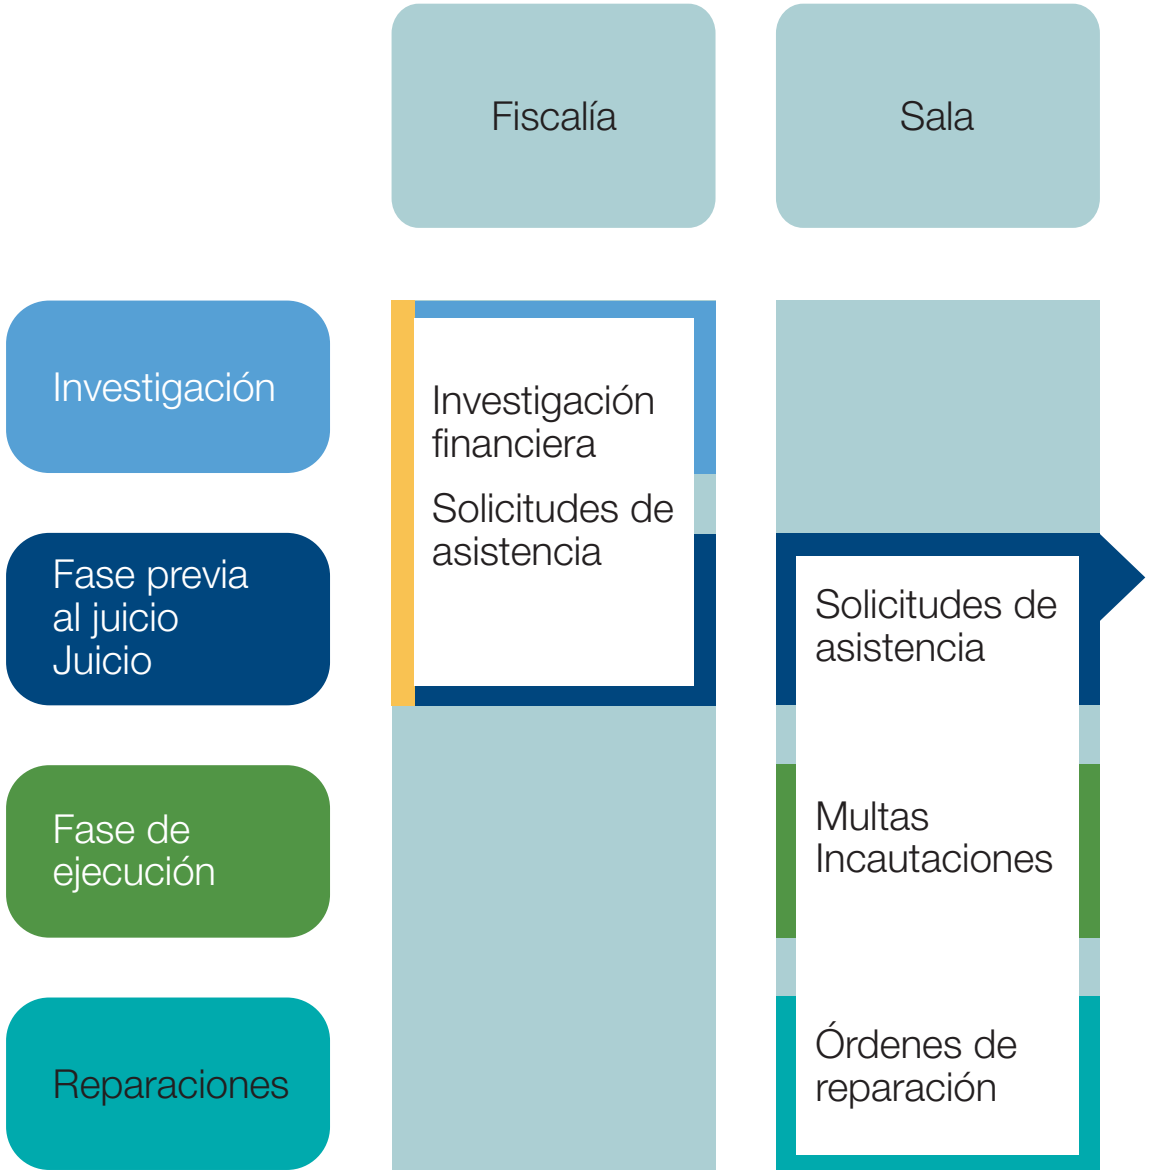 Fiscalía
Sala
Investigación
Investigación
financiera
Solicitudes de
asistencia
Fase previa
al juicio
Juicio
Solicitudes de
asistencia
Fase de
ejecución
Multas
Incautaciones
Reparaciones
Órdenes de
reparación